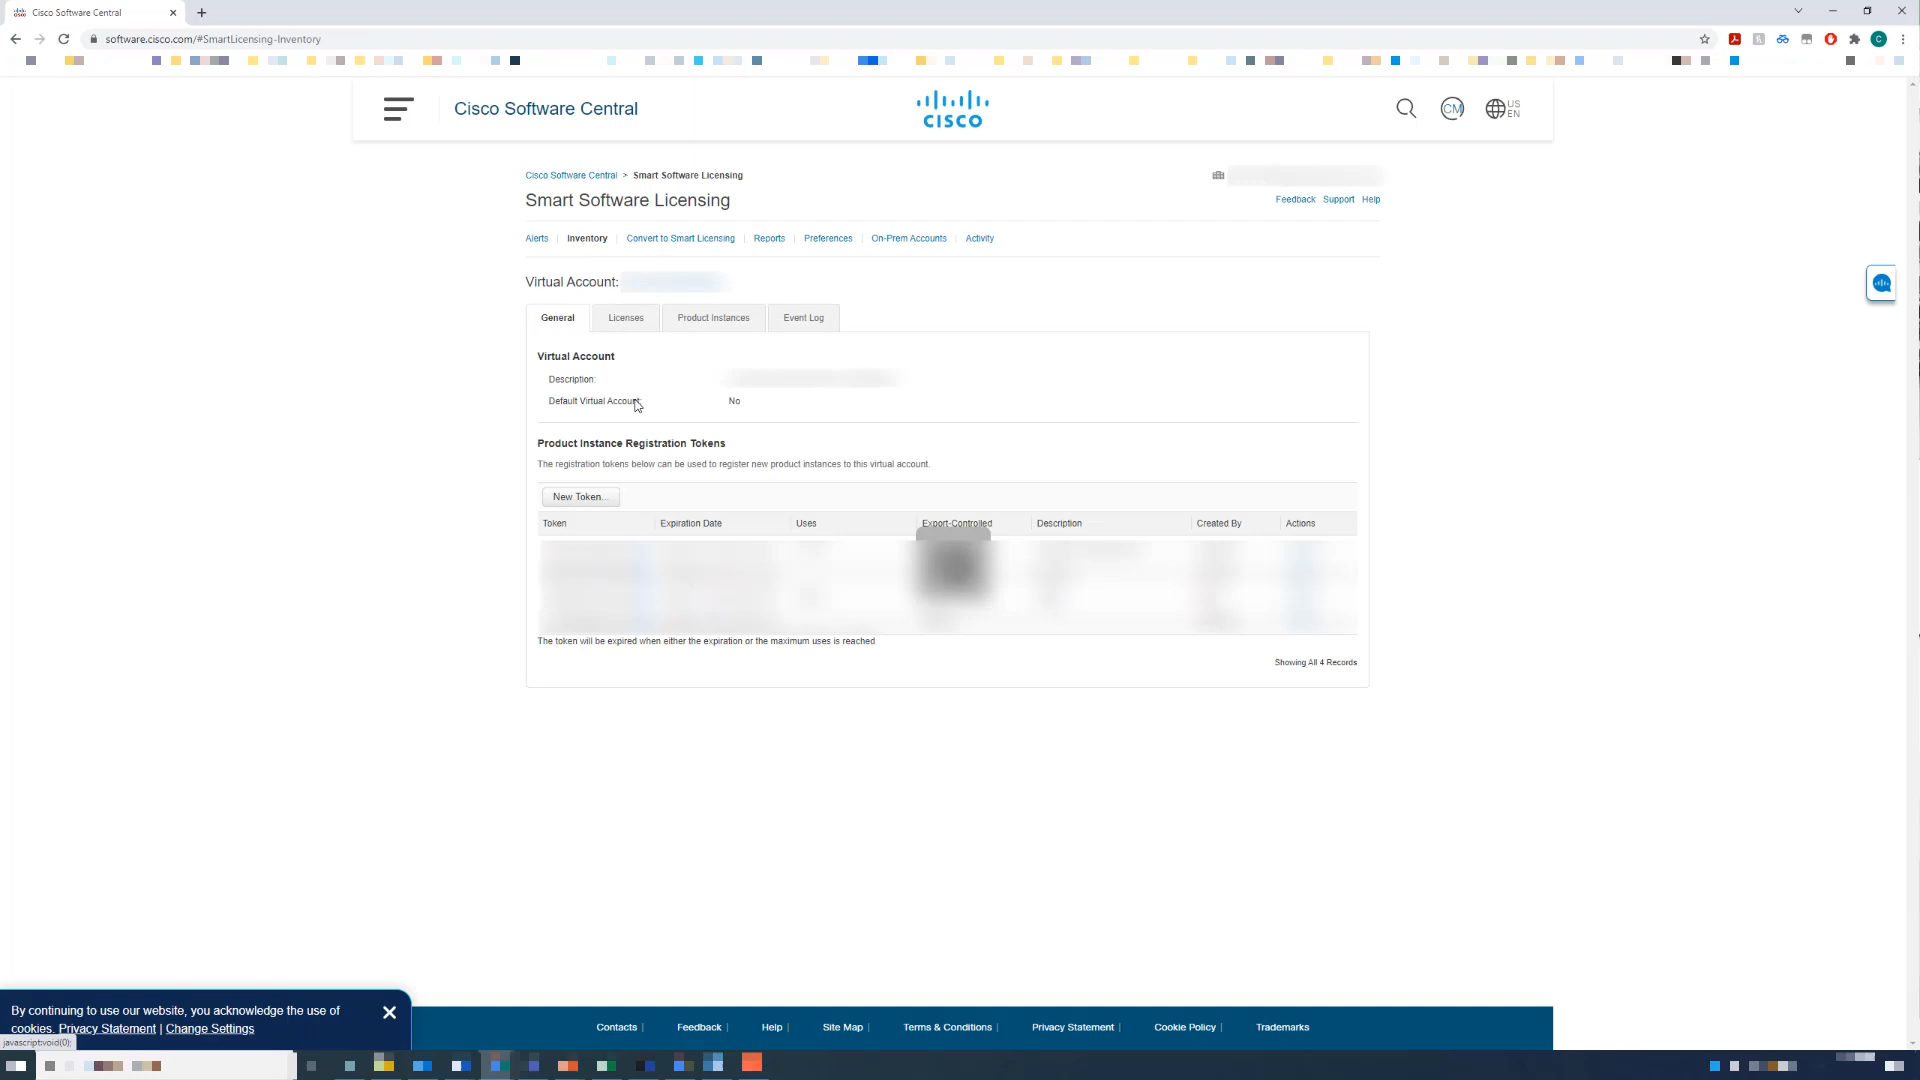 Cisco Software Central
software.cisco.com/#SmartLicensing-Inventory
Cisco Software Central
CISCO
CM
US
EN
Cisco Software Central > Smart Software Licensing
Smart Software Licensing
Feedback Support Help
Alerts | Inventory | Convert to Smart Licensing | Reports | Preferences | On-Prem Accounts | Activity
Virtual Account:
General Licenses Product Instances Event Log
Virtual Account
Description:
Default Virtual Account: No
Product Instance Registration Tokens
The registration tokens below can be used to register new product instances to this virtual account.
New Token...
Token Expiration Date Uses Export-Controlled Description Created By Actions
The token will be expired when either the expiration or the maximum uses is reached
Showing All 4 Records
By continuing to use our website, you acknowledge the use of
cookies. Privacy Statement | Change Settings
javascript:void(0);
Contacts | Feedback | Help | Site Map | Terms & Conditions | Privacy Statement | Cookie Policy | Trademarks